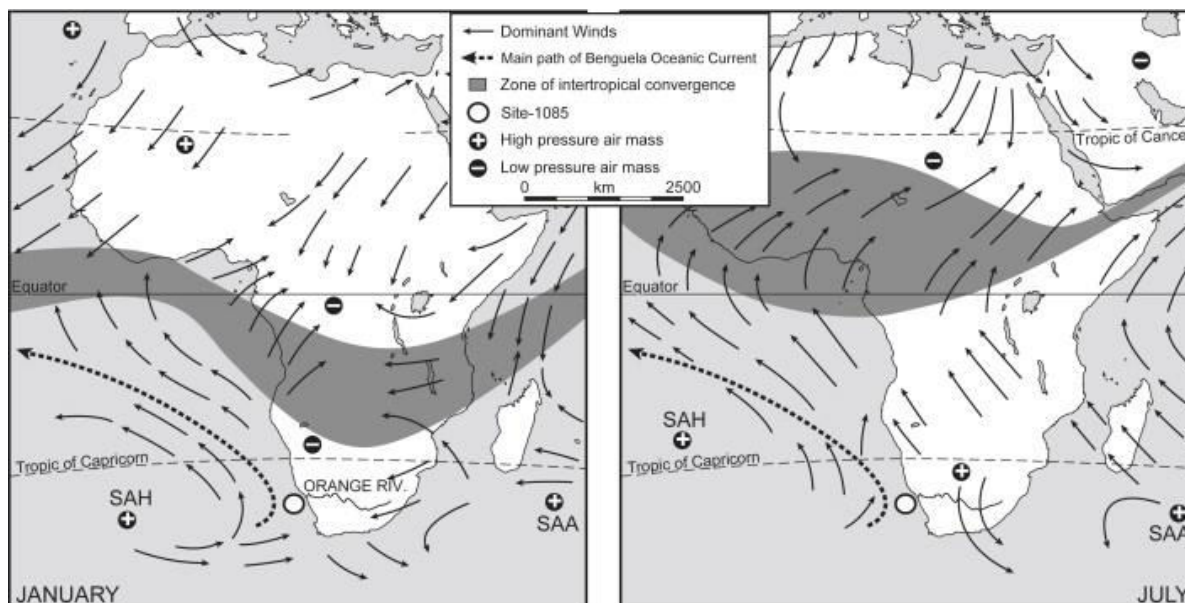 Dominant Winds
Main path of Benguela Oceanic Current
Zone of intertropical convergence
Site-1085
High pressure air mass
Low pressure air mass
0 km 2500
Equator
Tropic of Capricorn
SAH
ORANGE RIV.
SAA
JANUARY
Tropic of Cance
Equator
SAH
Tropic of Capricorn
SAA
JULY